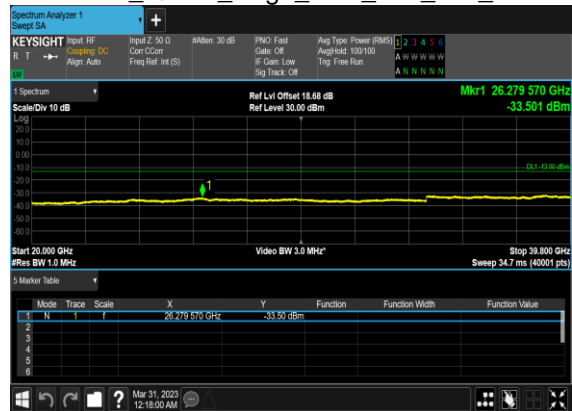 Spectrum Analyzer 1
Swept SA
+
KEYSIGHT Input: RF Input Z: 50 Ω #Atten: 30 dB PNO: Fast Avg Type: Power (RMS) 1 2 3 4 5 6
R T Coupling: DC Corr CCorr Gate: Off Avg|Hold: 100/100 A W W W W W
Align: Auto Freq Ref: Int (S) IF Gain: Low Trig: Free Run
Sig Track: Off A N N N N N
1 Spectrum Ref Lvl Offset 18.68 dB Mkr1 26.279 570 GHz
Scale/Div 10 dB Ref Level 30.00 dBm -33.501 dBm
Log
20.0
10.0
0.00
-10.0 DL1 -13.00 dBm
-20.0 1
-30.0
-40.0
-50.0
-60.0
Start 20.000 GHz Video BW 3.0 MHz* Stop 39.800 GHz
#Res BW 1.0 MHz Sweep 34.7 ms (40001 pts)
5 Marker Table
Mode Trace Scale X Y Function Function Width Function Value
1 N 1 f 26.279 570 GHz -33.50 dBm
2
3
4
5
6
? Mar 31, 2023
12:18:00 AM